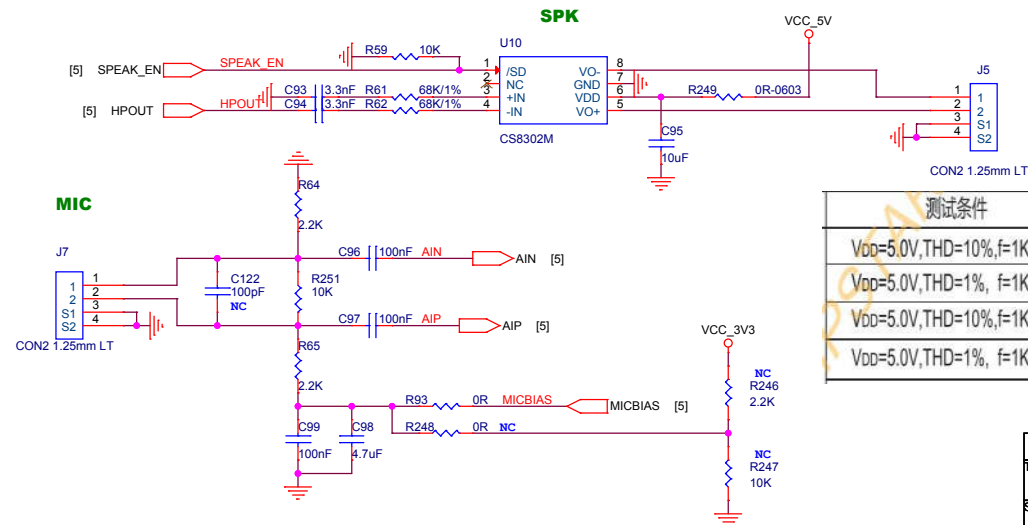 SPK
VCC_5V
U10
R59 10K
[5] SPEAK_EN SPEAK_EN
1 /SD VO- 8
2 NC GND 7
3 +IN VDD 6
4 -IN VO+ 5
C93 3.3nF R61 68K/1%
C94 3.3nF R62 68K/1%
[5] HPOUT HPOUT
CS8302M
R249 0R-0603
C95
10uF
J5
1 1
2 2
3 S1
4 S2
CON2 1.25mm LT
MIC
R64
2.2K
J7
1 1
2 2
S1 3
S2 4
CON2 1.25mm LT
C122
100pF
NC
R251
10K
C96 100nF AIN AIN [5]
C97 100nF AIP AIP [5]
R65
2.2K
R93 0R MICBIAS MICBIAS [5]
R248 0R NC
C99
100nF
C98
4.7uF
VCC_3V3
NC
R246
2.2K
NC
R247
10K
测试条件
VDD=5.0V,THD=10%,f=1K
VDD=5.0V,THD=1%, f=1K
VDD=5.0V,THD=10%,f=1K
VDD=5.0V,THD=1%, f=1K